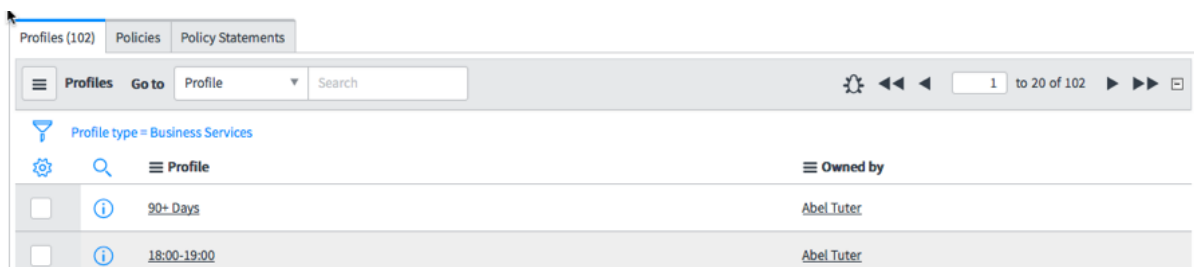 Profiles (102) Policies Policy Statements
Profiles Go to Profile Search 1 to 20 of 102
Profile type = Business Services
Profile Owned by
90+ Days Abel Tuter
18:00-19:00 Abel Tuter